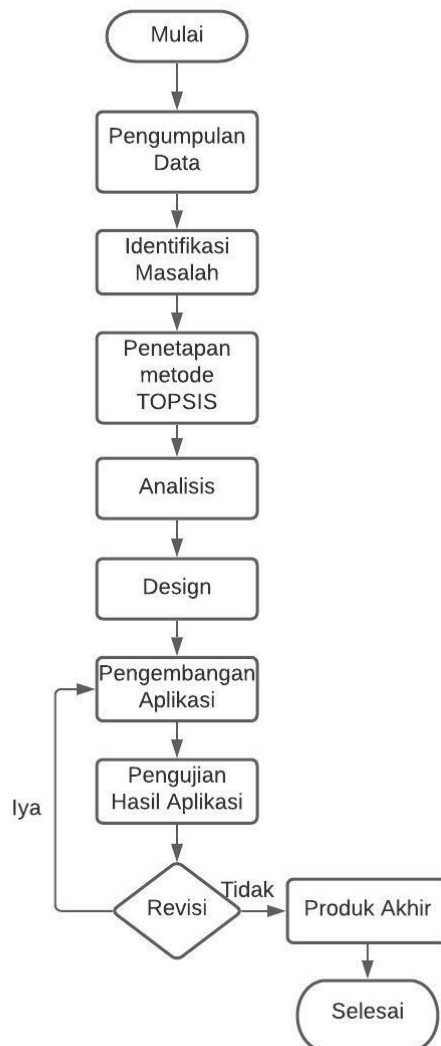 Mulai
Pengumpulan
Data
Identifikasi
Masalah
Penetapan
metode
TOPSIS
Analisis
Design
Pengembangan
Aplikasi
Pengujian
Hasil Aplikasi
Iya
Revisi
Tidak
Produk Akhir
Selesai